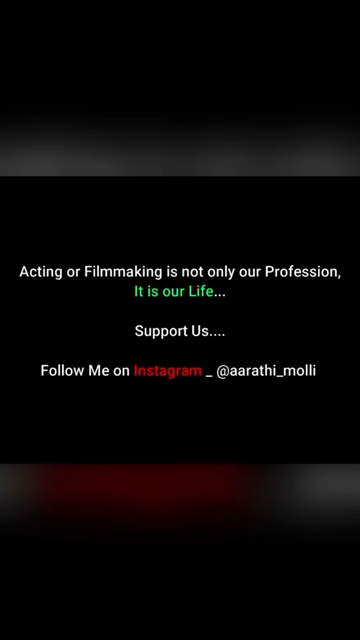 Acting or Filmmaking is not only our Profession,
It is our Life...
Support Us....
Follow Me on Instagram _ @aarathi_molli